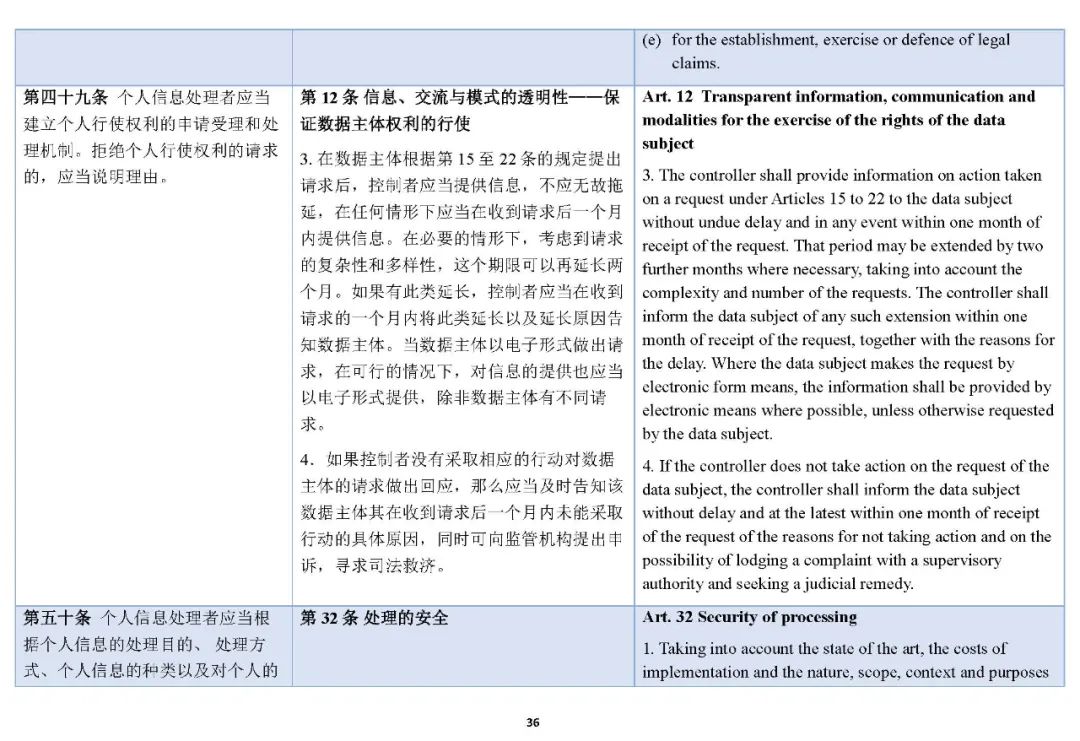 (e) for the establishment, exercise or defence of legal
claims.
第四十九条 个人信息处理者应当
建立个人行使权利的申请受理和处
理机制。拒绝个人行使权利的请求
的，应当说明理由。
第 12 条 信息、交流与模式的透明性——保
证数据主体权利的行使
3. 在数据主体根据第 15 至 22 条的规定提出
请求后，控制者应当提供信息，不应无故拖
延，在任何情形下应当在收到请求后一个月
内提供信息。在必要的情形下，考虑到请求
的复杂性和多样性，这个期限可以再延长两
个月。如果有此类延长，控制者应当在收到
请求的一个月内将此类延长以及延长原因告
知数据主体。当数据主体以电子形式做出请
求，在可行的情况下，对信息的提供也应当
以电子形式提供，除非数据主体有不同请
求。
4．如果控制者没有采取相应的行动对数据
主体的请求做出回应，那么应当及时告知该
数据主体其在收到请求后一个月内未能采取
行动的具体原因，同时可向监管机构提出申
诉，寻求司法救济。
Art. 12 Transparent information, communication and
modalities for the exercise of the rights of the data
subject
3. The controller shall provide information on action taken
on a request under Articles 15 to 22 to the data subject
without undue delay and in any event within one month of
receipt of the request. That period may be extended by two
further months where necessary, taking into account the
complexity and number of the requests. The controller shall
inform the data subject of any such extension within one
month of receipt of the request, together with the reasons for
the delay. Where the data subject makes the request by
electronic form means, the information shall be provided by
electronic means where possible, unless otherwise requested
by the data subject.
4. If the controller does not take action on the request of the
data subject, the controller shall inform the data subject
without delay and at the latest within one month of receipt
of the request of the reasons for not taking action and on the
possibility of lodging a complaint with a supervisory
authority and seeking a judicial remedy.
第五十条 个人信息处理者应当根
据个人信息的处理目的、 处理方
式、个人信息的种类以及对个人的
第 32 条 处理的安全
Art. 32 Security of processing
1. Taking into account the state of the art, the costs of
implementation and the nature, scope, context and purposes
36